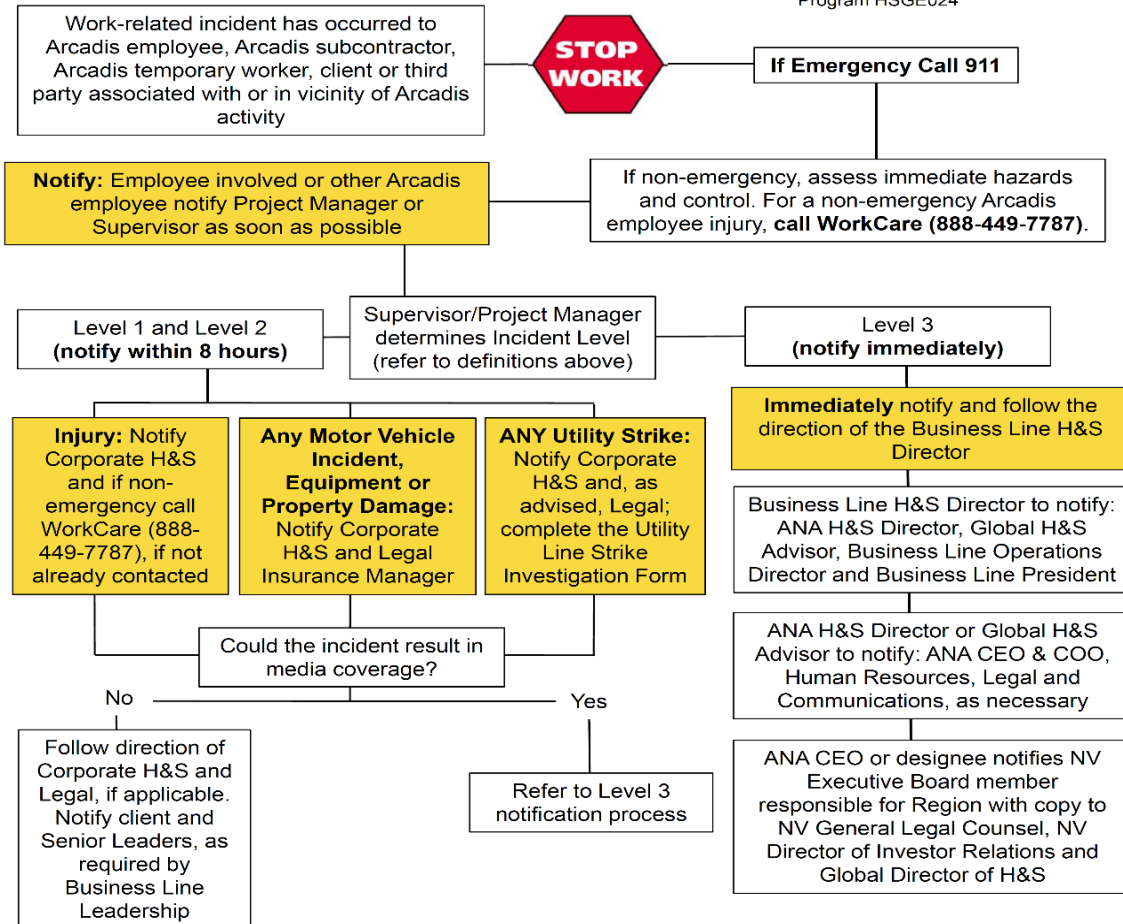 Program HSGE024
Work-related incident has occurred to
Arcadis employee, Arcadis subcontractor,
Arcadis temporary worker, client or third
party associated with or in vicinity of Arcadis
activity
STOP
WORK
If Emergency Call 911
Notify: Employee involved or other Arcadis
employee notify Project Manager or
Supervisor as soon as possible
If non-emergency, assess immediate hazards
and control. For a non-emergency Arcadis
employee injury, call WorkCare (888-449-7787).
Level 1 and Level 2
(notify within 8 hours)
Supervisor/Project Manager
determines Incident Level
(refer to definitions above)
Level 3
(notify immediately)
Injury: Notify
Corporate H&S
and if non-
emergency call
WorkCare (888-
449-7787), if not
already contacted
Any Motor Vehicle
Incident,
Equipment or
Property Damage:
Notify Corporate
H&S and Legal
Insurance Manager
ANY Utility Strike:
Notify Corporate
H&S and, as
advised, Legal;
complete the Utility
Line Strike
Investigation Form
Immediately notify and follow the
direction of the Business Line H&S
Director
Business Line H&S Director to notify:
ANA H&S Director, Global H&S
Advisor, Business Line Operations
Director and Business Line President
Could the incident result in
media coverage?
ANA H&S Director or Global H&S
Advisor to notify: ANA CEO & COO,
Human Resources, Legal and
Communications, as necessary
No
Yes
Follow direction of
Corporate H&S and
Legal, if applicable.
Notify client and
Senior Leaders, as
required by
Business Line
Leadership
Refer to Level 3
notification process
ANA CEO or designee notifies NV
Executive Board member
responsible for Region with copy to
NV General Legal Counsel, NV
Director of Investor Relations and
Global Director of H&S